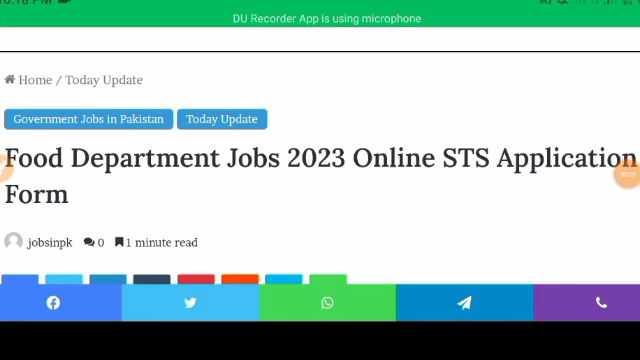 DU Recorder App is using microphone
Home / Today Update
Government Jobs in Pakistan Today Update
Food Department Jobs 2023 Online STS Application
Form
jobsinpk 0 1 minute read